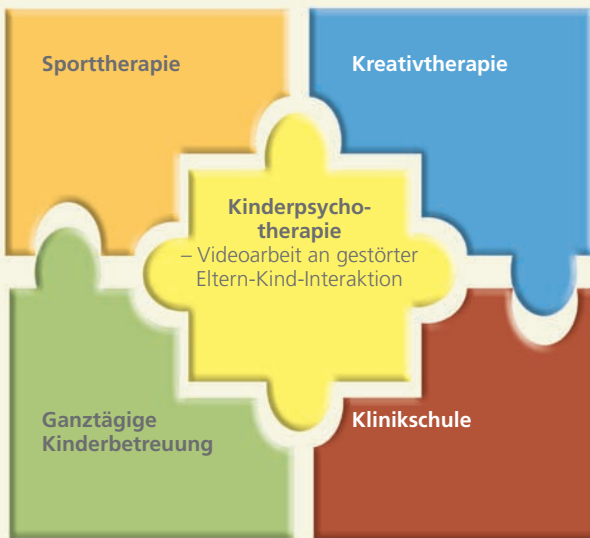 Sporttherapie
Kreativtherapie
Kinderpsycho-
therapie
– Videoarbeit an gestörter
Eltern-Kind-Interaktion
Ganztägige
Kinderbetreuung
Klinikschule